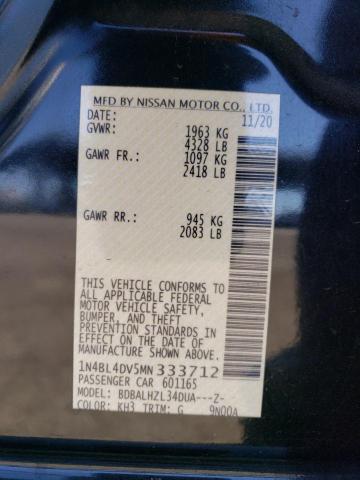 MFD BY NISSAN MOTOR CO., LTD.
DATE: 11/20
GVWR: 1963 KG
4328 LB
GAWR FR.: 1097 KG
2418 LB
GAWR RR.: 945 KG
2083 LB
THIS VEHICLE CONFORMS TO
ALL APPLICABLE FEDERAL
MOTOR VEHICLE SAFETY,
BUMPER, AND THEFT
PREVENTION STANDARDS IN
EFFECT ON THE DATE OF
MANUFACTURE SHOWN ABOVE.
1N4BL4DV5MN333712
PASSENGER CAR 601165
MODEL: BDBALHZL34DUA---Z-
COLOR: KH3 TRIM: G 9N00A